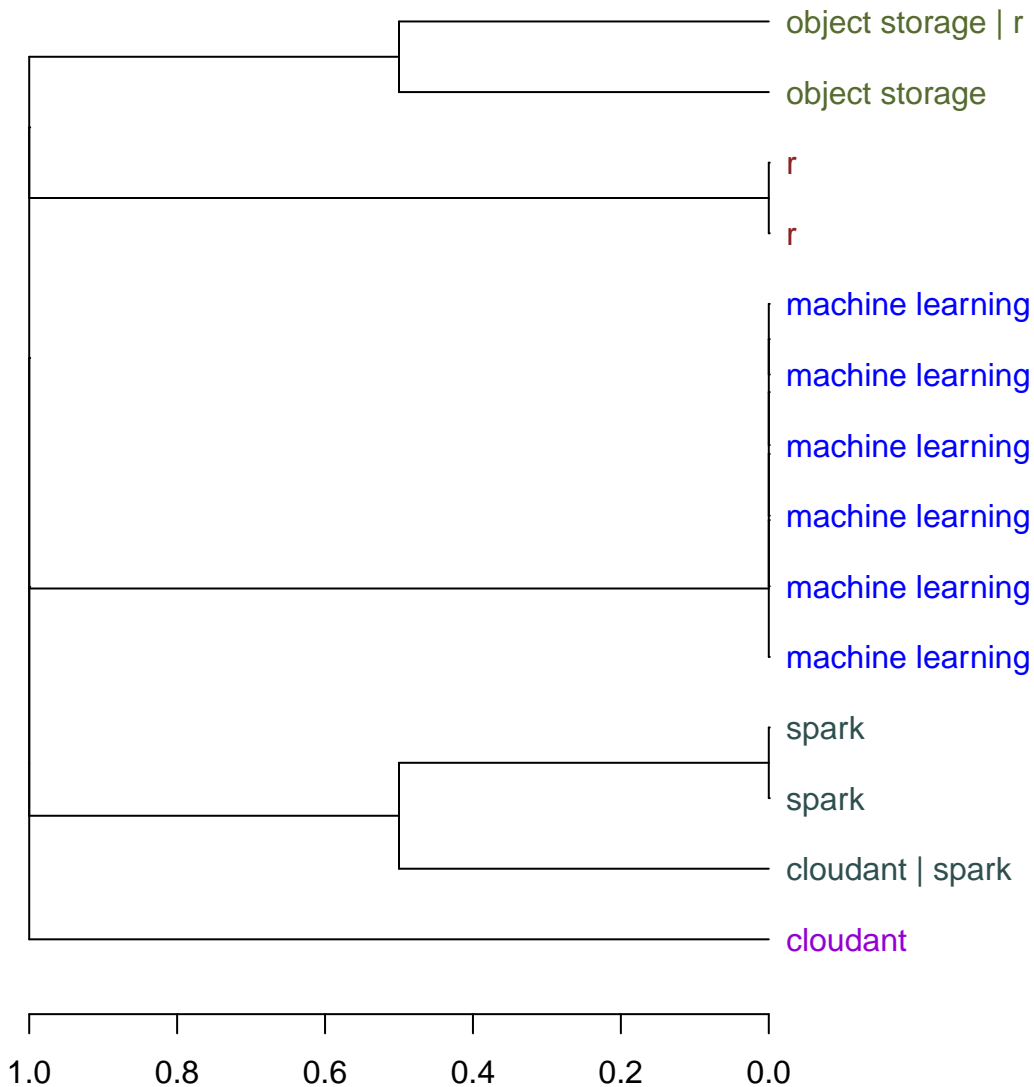 object storage | r
object storage
r
r
machine learning
machine learning
machine learning
machine learning
machine learning
machine learning
spark
spark
cloudant | spark
cloudant
1.0 0.8 0.6 0.4 0.2 0.0